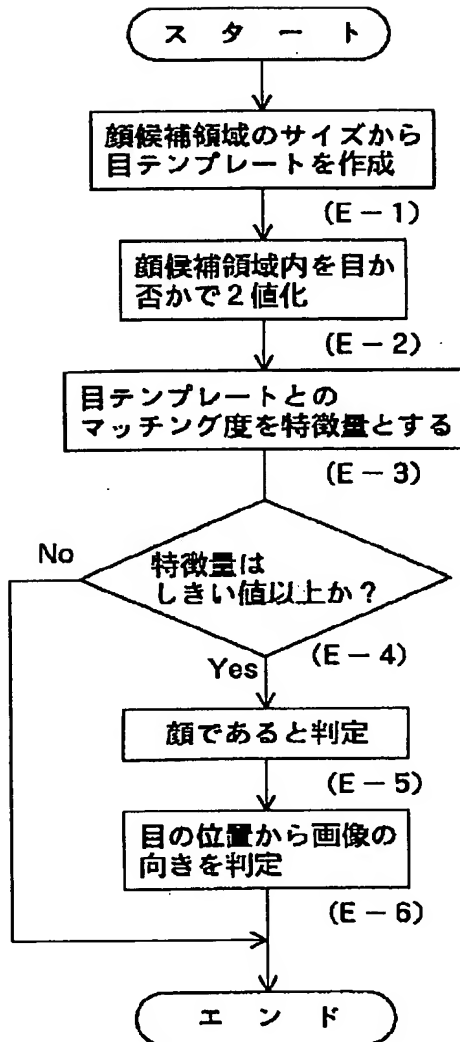 スタート
顔候補領域のサイズから
目テンプレートを作成
(E－1)
顔候補領域内を目か
否かで2値化
(E－2)
目テンプレートとの
マッチング度を特徴量とする
(E－3)
No
特徴量は
しきい値以上か？
(E－4)
Yes
顔であると判定
(E－5)
目の位置から画像の
向きを判定
(E－6)
エンド